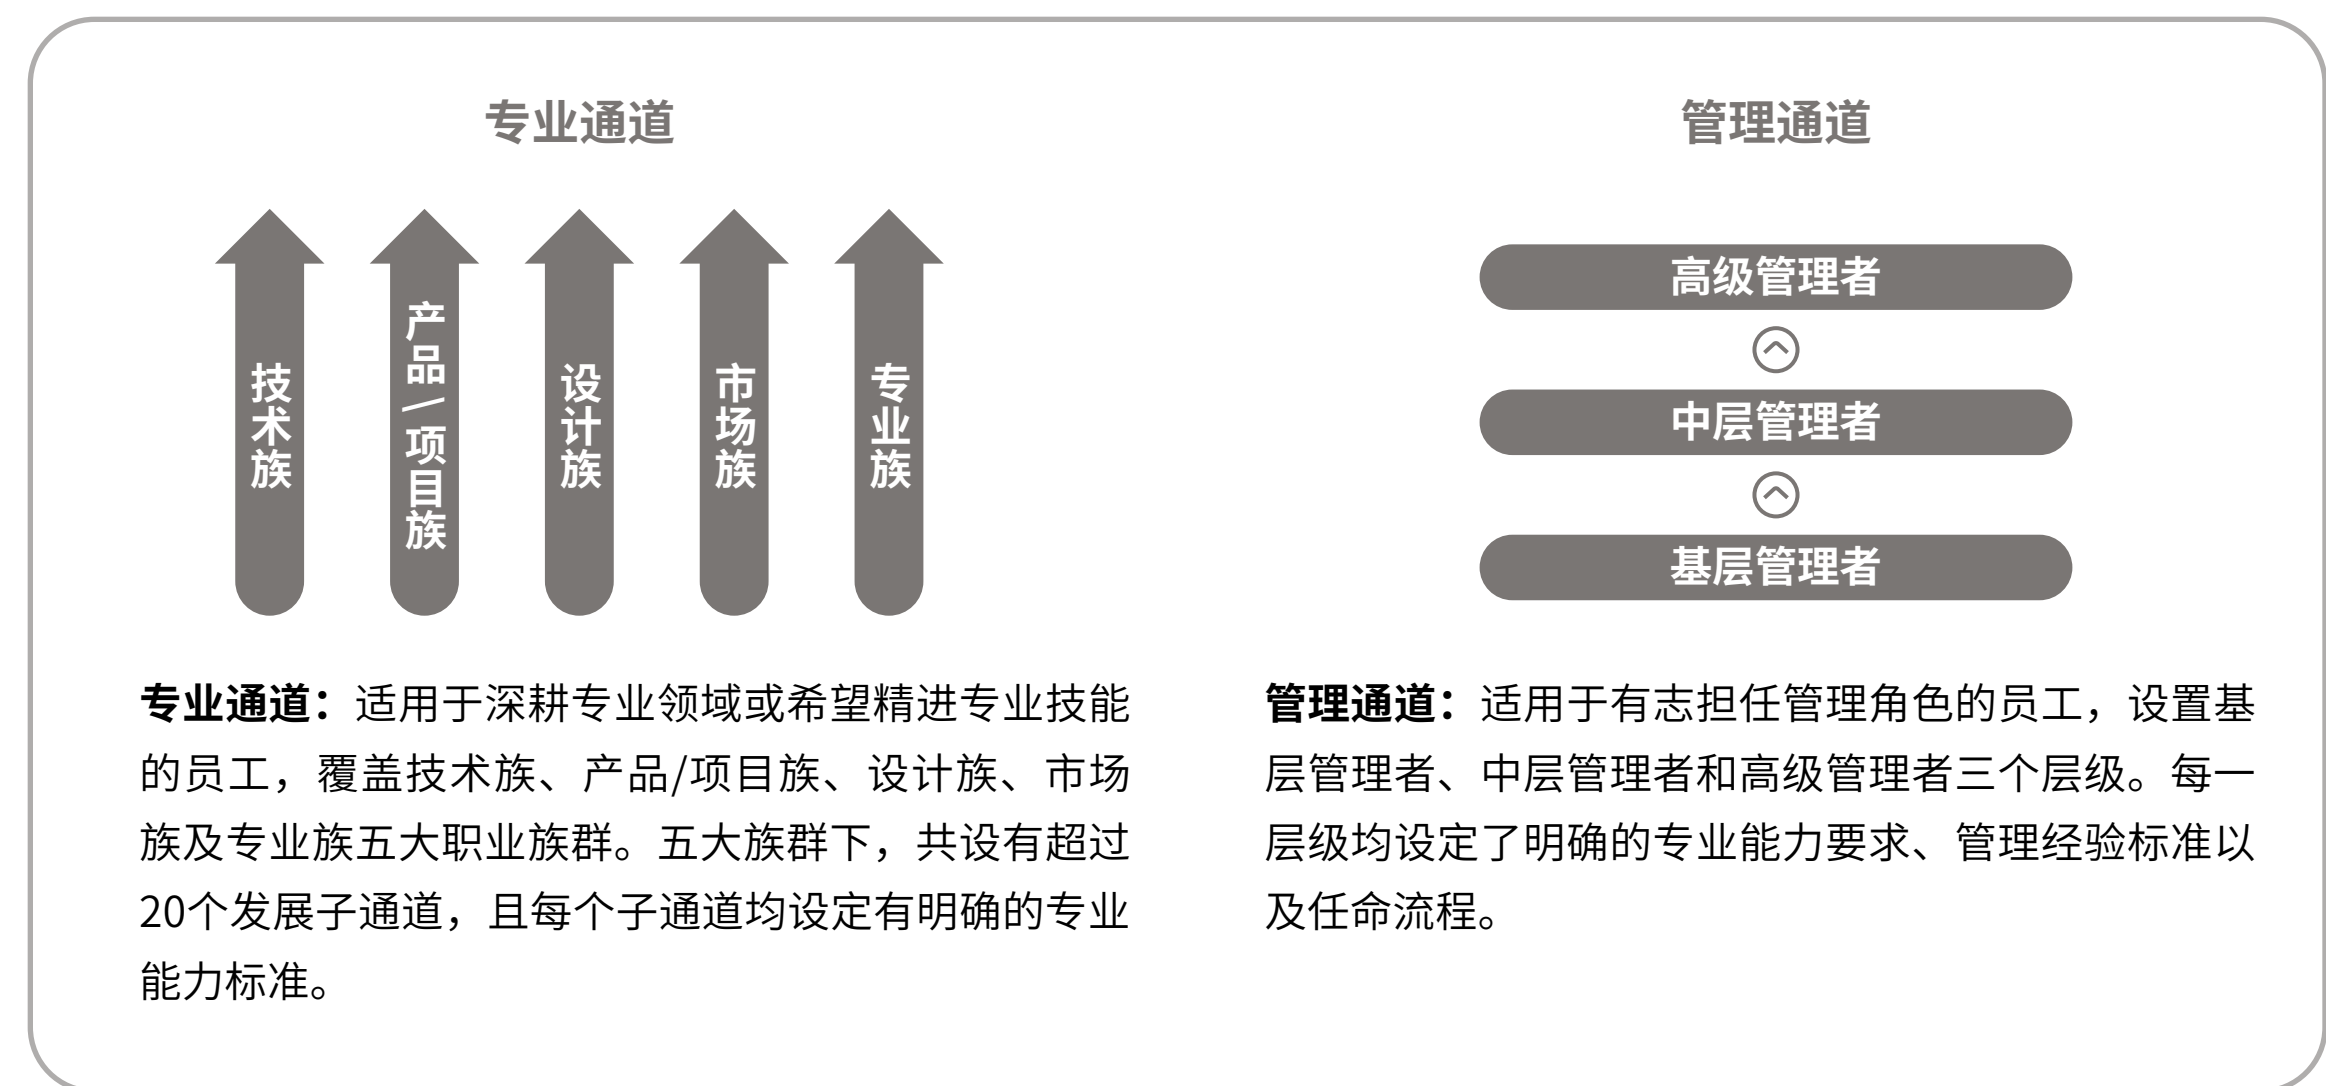 专业通道
技术族
产品/项目族
设计族
市场族
专业族
专业通道：适用于深耕专业领域或希望精进专业技能
的员工，覆盖技术族、产品/项目族、设计族、市场
族及专业族五大职业族群。五大族群下，共设有超过
20个发展子通道，且每个子通道均设定有明确的专业
能力标准。
管理通道
高级管理者
中层管理者
基层管理者
管理通道：适用于有志担任管理角色的员工，设置基
层管理者、中层管理者和高级管理者三个层级。每一
层级均设定了明确的专业能力要求、管理经验标准以
及任命流程。